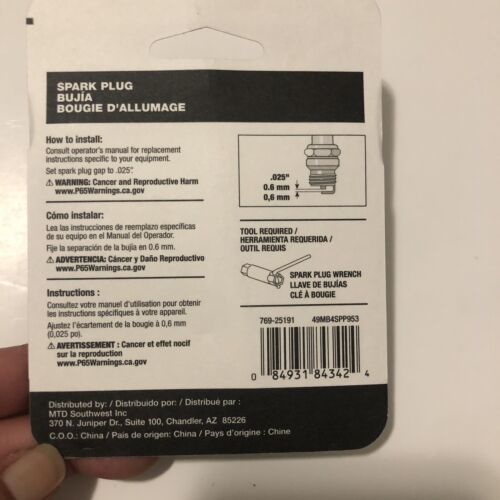 SPARK PLUG
BUJÍA
BOUGIE D'ALLUMAGE
How to install:
Consult operator's manual for replacement
instructions specific to your equipment.
Set spark plug gap to .025".
⚠ WARNING: Cancer and Reproductive Harm
www.P65Warnings.ca.gov
Cómo instalar:
Lea las instrucciones de reemplazo específicas
de su equipo en el Manual del Operador.
Fije la separación de la bujía en 0.6 mm.
⚠ ADVERTENCIA: Cáncer y Daño Reproductivo
www.P65Warnings.ca.gov
Instructions :
Consultez votre manuel d'utilisation pour obtenir
les instructions spécifiques à votre appareil.
Ajustez l'écartement de la bougie à 0,6 mm
(0,025 po).
⚠ AVERTISSEMENT : Cancer et effet nocif
sur la reproduction
www.P65Warnings.ca.gov
.025"
0.6 mm
0,6 mm
TOOL REQUIRED /
HERRAMIENTA REQUERIDA /
OUTIL REQUIS
SPARK PLUG WRENCH
LLAVE DE BUJÍAS
CLÉ À BOUGIE
769-25191 49MB4SPP953
0 84931 84342 4
Distributed by: / Distribuido por: / Distribué par :
MTD Southwest Inc
370 N. Juniper Dr., Suite 100, Chandler, AZ 85226
C.O.O.: China / País de origen: China / Pays d'origine : Chine